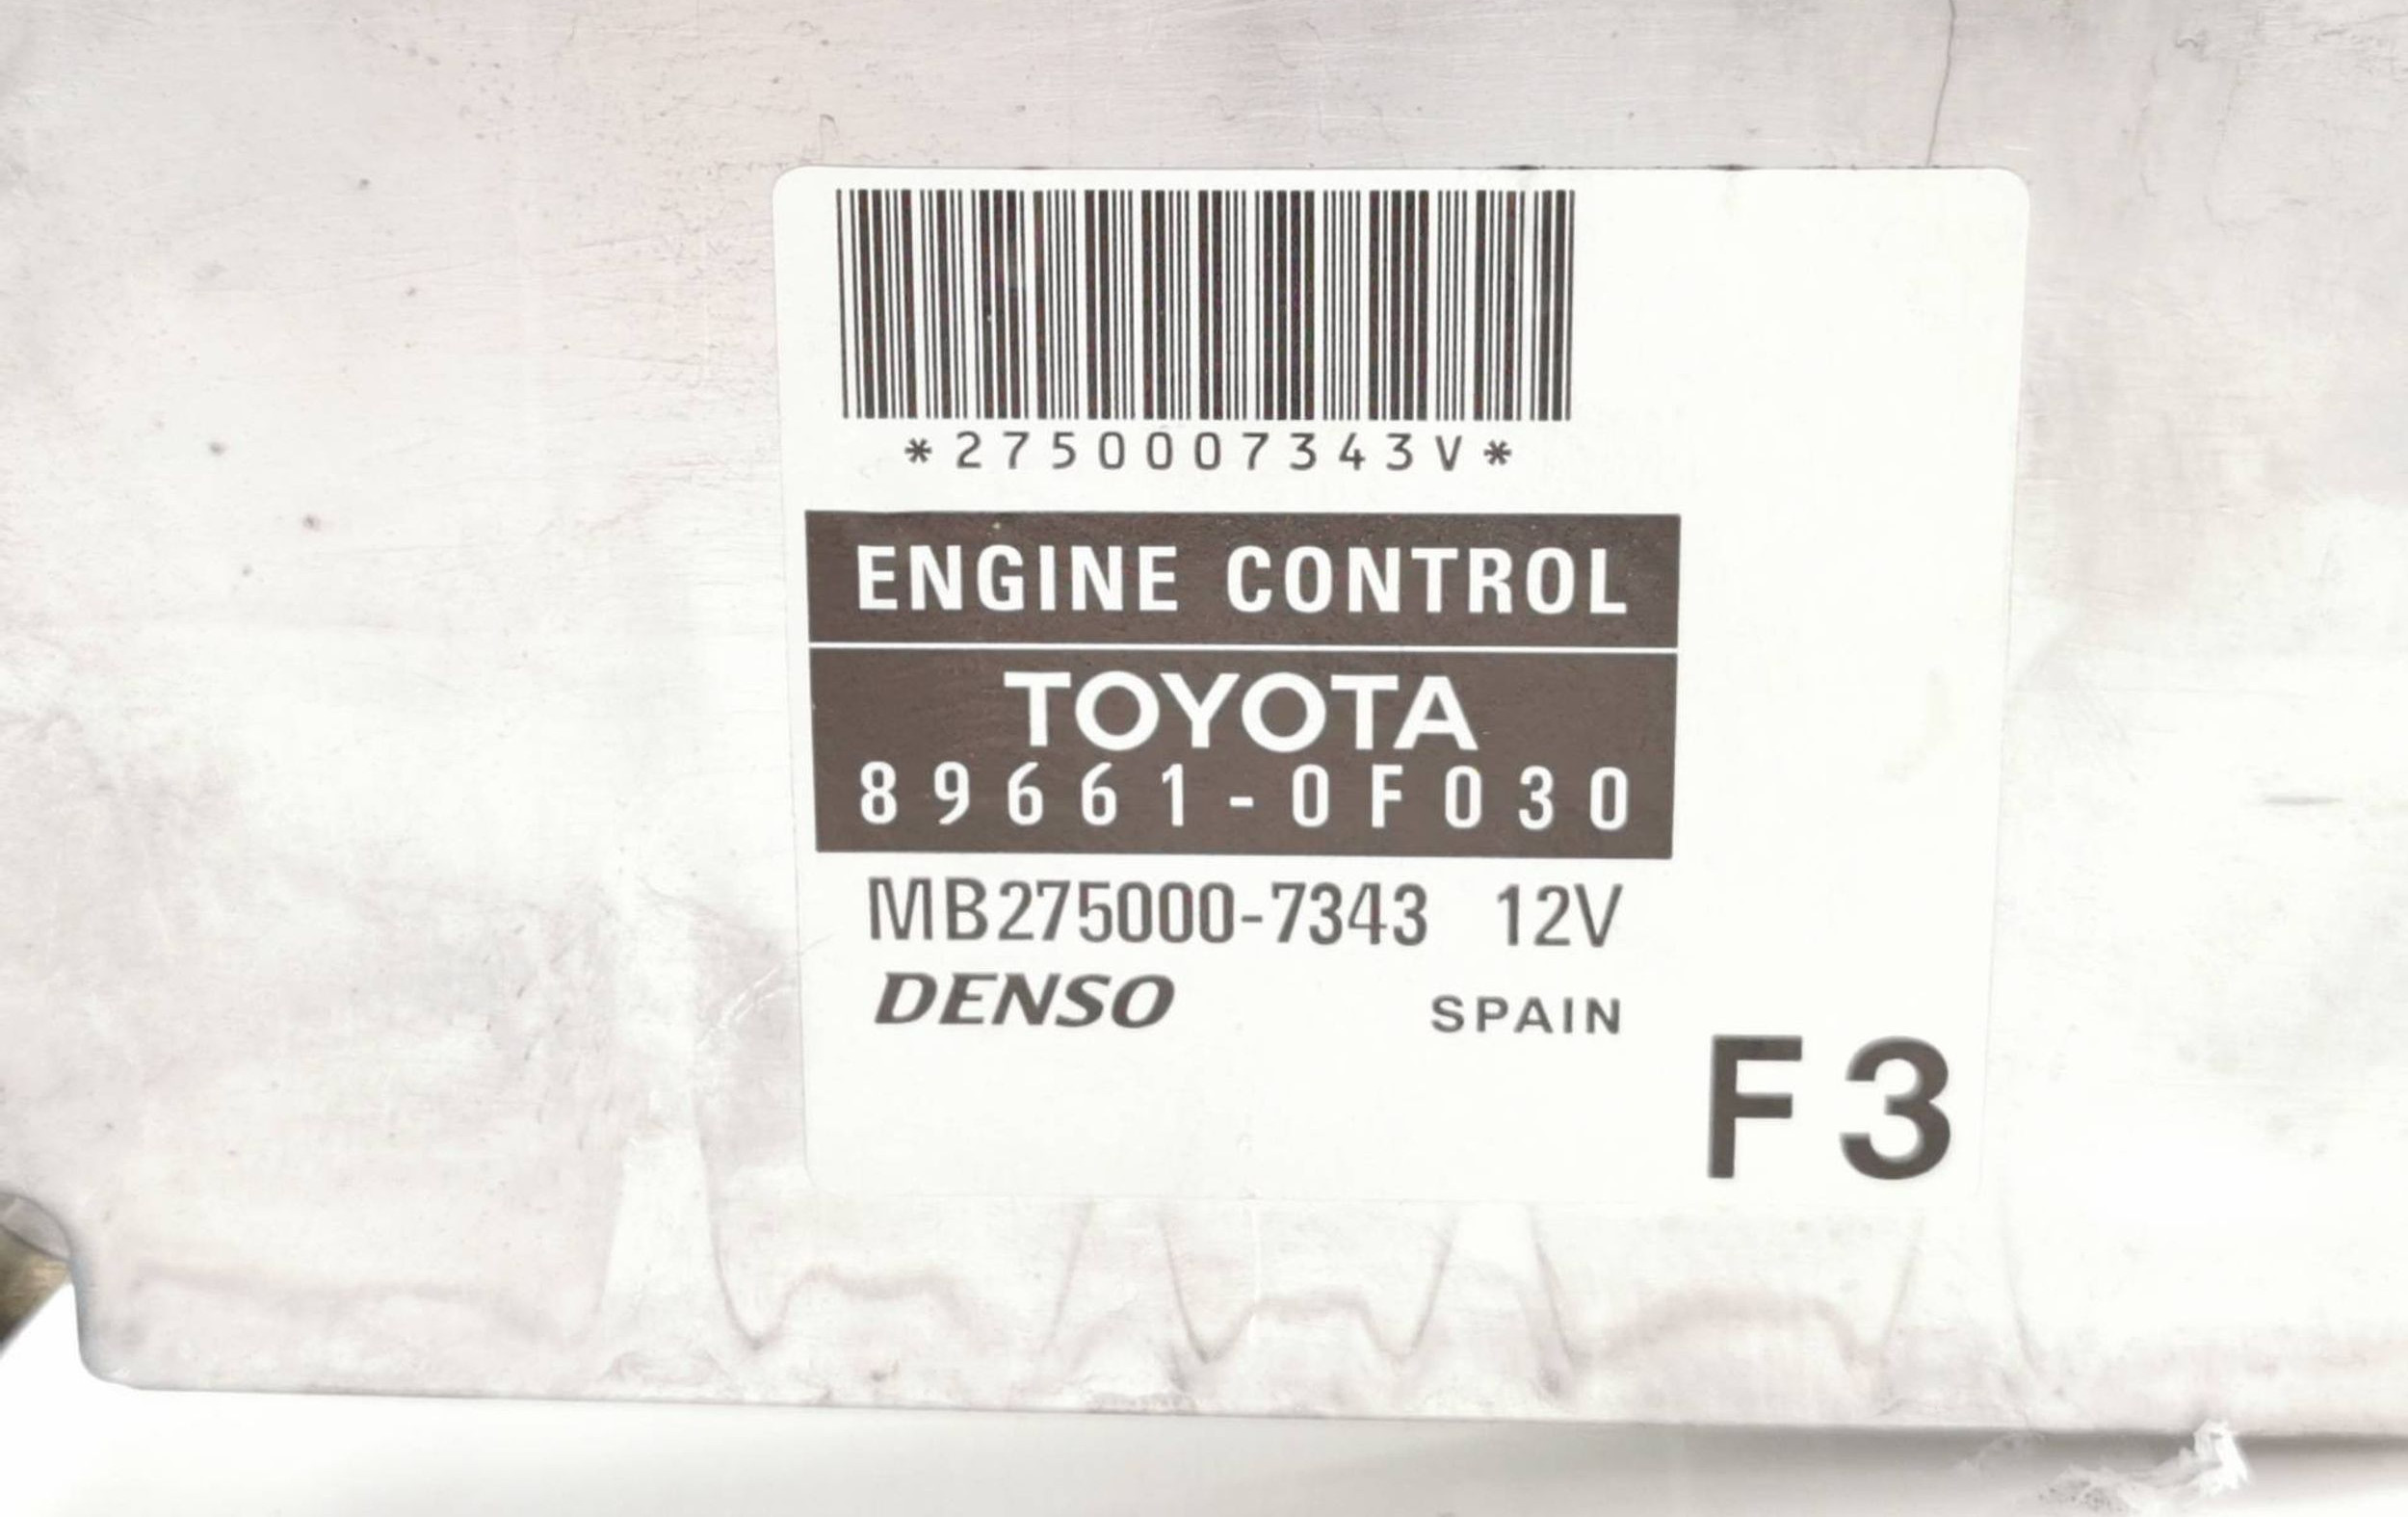 *2750007343V*
ENGINE CONTROL
TOYOTA
89661-0F030
MB275000-7343 12V
DENSO SPAIN
F3